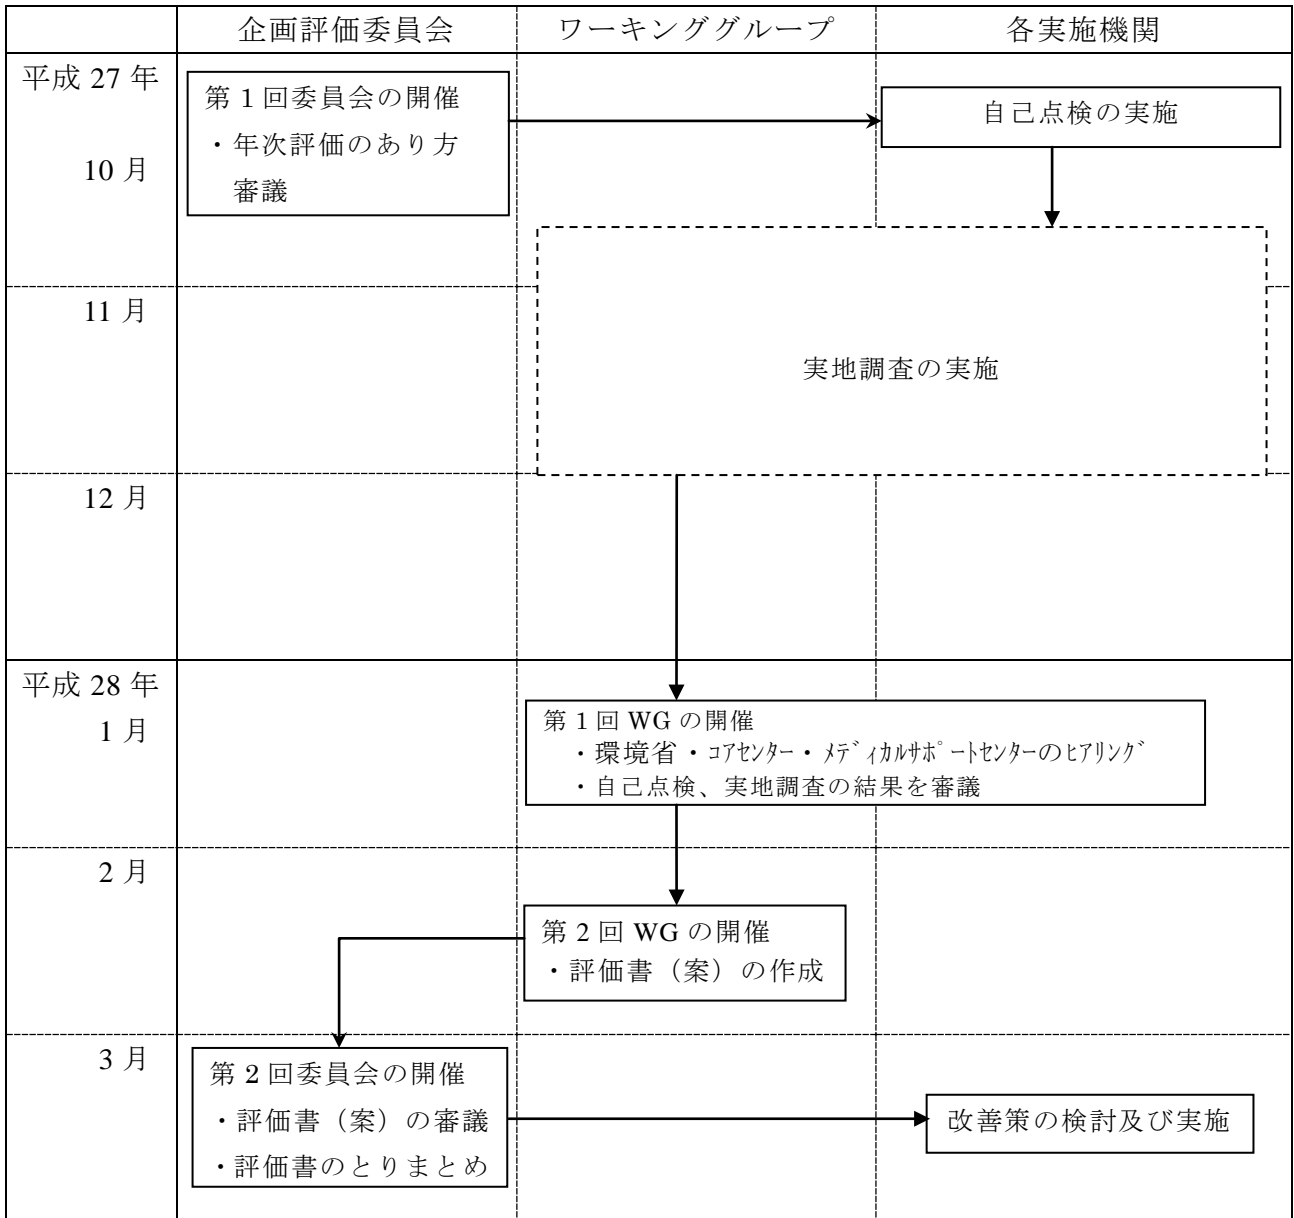 企画評価委員会
ワーキンググループ
各実施機関
平成 27 年
10 月
第 1 回委員会の開催
・年次評価のあり方
審議
自己点検の実施
11 月
実地調査の実施
12 月
平成 28 年
1 月
第 1 回 WG の開催
・環境省・ｺｱｾﾝﾀｰ・ﾒﾃﾞｨｶﾙｻﾎﾟｰﾄｾﾝﾀｰのﾋｱﾘﾝｸﾞ
・自己点検、実地調査の結果を審議
2 月
第 2 回 WG の開催
・評価書（案）の作成
3 月
第 2 回委員会の開催
・評価書（案）の審議
・評価書のとりまとめ
改善策の検討及び実施